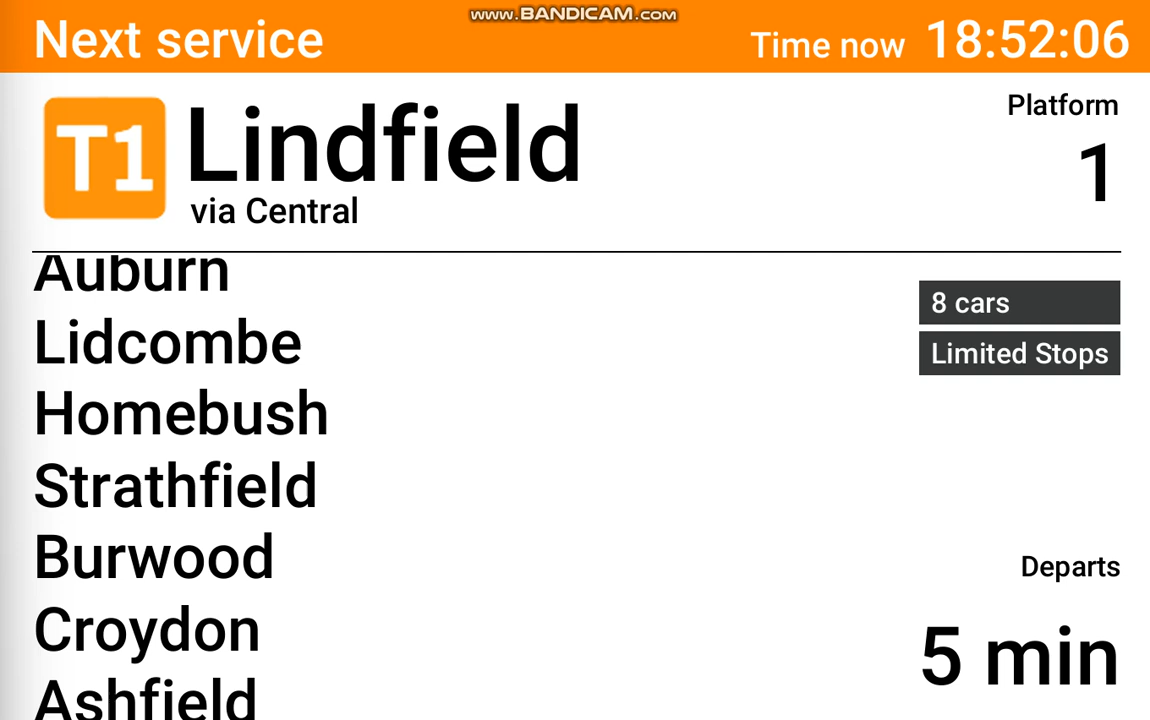 www.BANDICAM.com
Next service
Time now 18:52:06
T1
Lindfield
via Central
Platform
1
Auburn
Lidcombe
Homebush
Strathfield
Burwood
Croydon
Ashfield
8 cars
Limited Stops
Departs
5 min